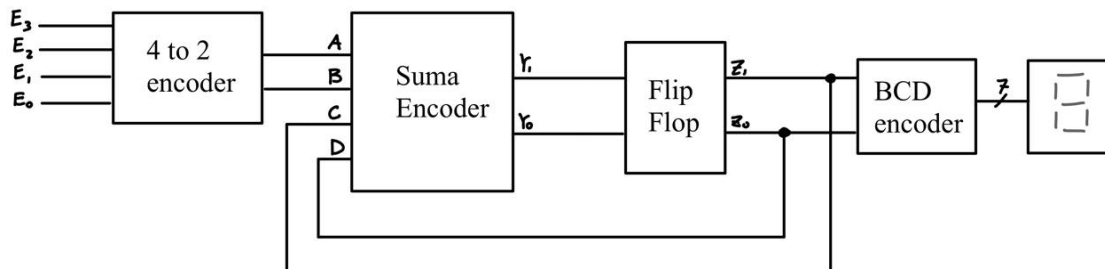 E₃
E₂
E₁
E₀
4 to 2
encoder
A
B
C
D
Suma
Encoder
Y₁
Y₀
Flip
Flop
Z₁
Z₀
BCD
encoder
7
8